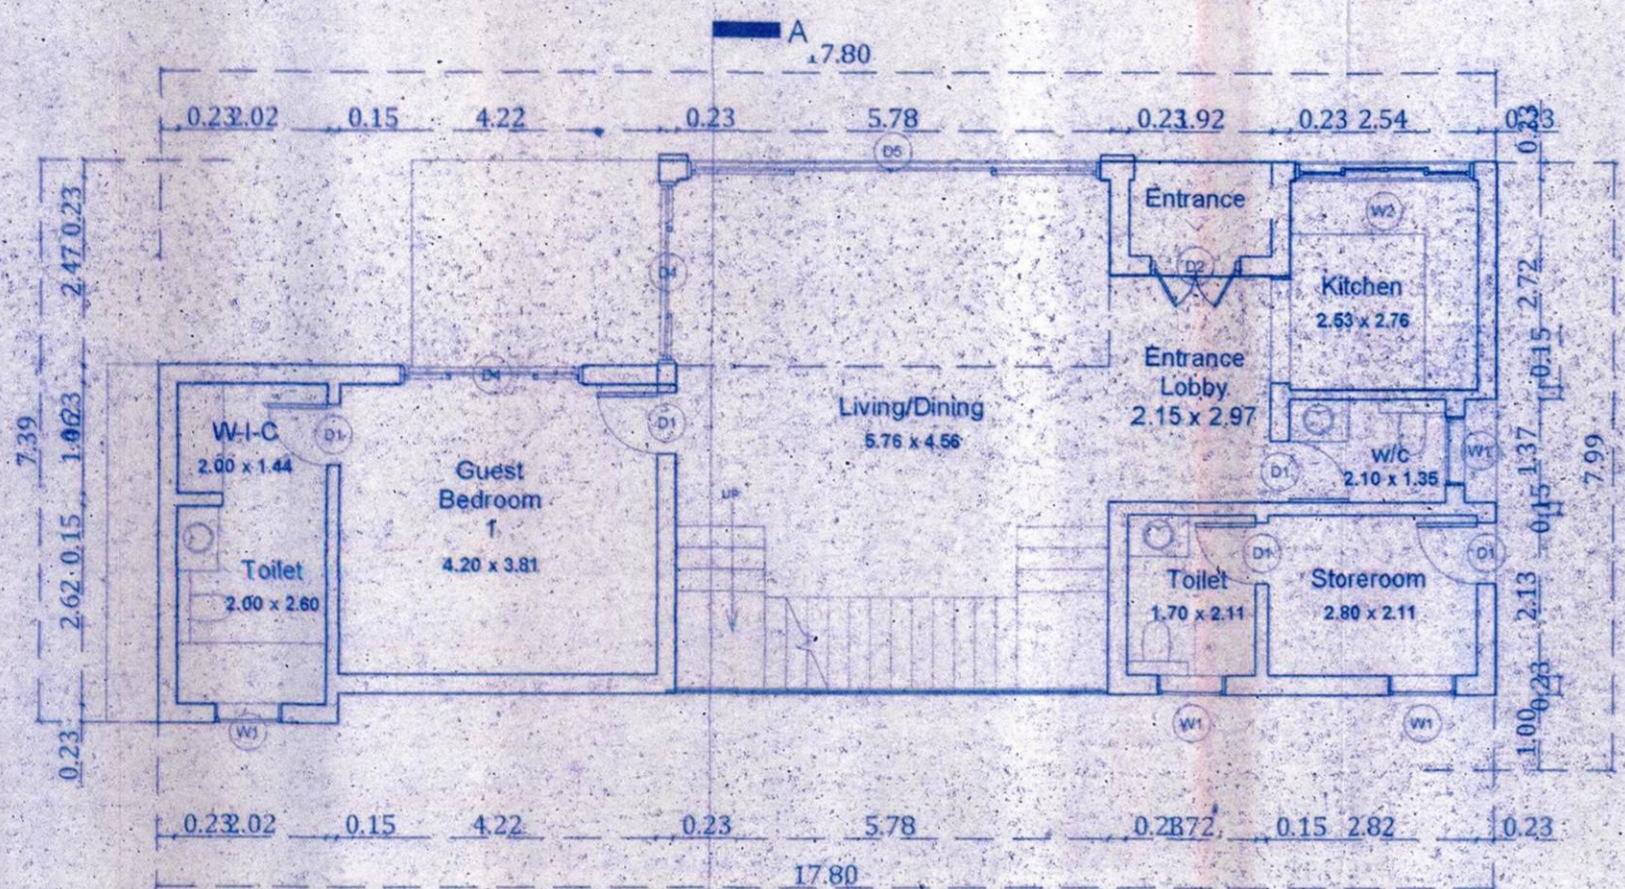 A
17.80
0.23 2.02 0.15 4.22 0.23 5.78 0.23 1.92 0.23 2.54 0.23
0.23
D5
Entrance
W2
0.23
2.47
D4
D2
2.72
Kitchen
2.53 x 2.76
0.15
Entrance
Lobby
2.15 x 2.97
D4
Living/Dining
5.76 x 4.56
W-I-C
2.00 x 1.44
D1
D1
7.39
Guest
Bedroom
1
4.20 x 3.81
W/c
2.10 x 1.35
D1
W1
1.37
7.99
UP
0.15
0.15
2.62
Toilet
2.00 x 2.60
D1
D1
Toilet
1.70 x 2.11
Storeroom
2.80 x 2.11
2.13
0.23
1.00
0.23
W1
W1
W1
0.23 2.02 0.15 4.22 0.23 5.78 0.23 1.72 0.15 2.82 0.23
17.80